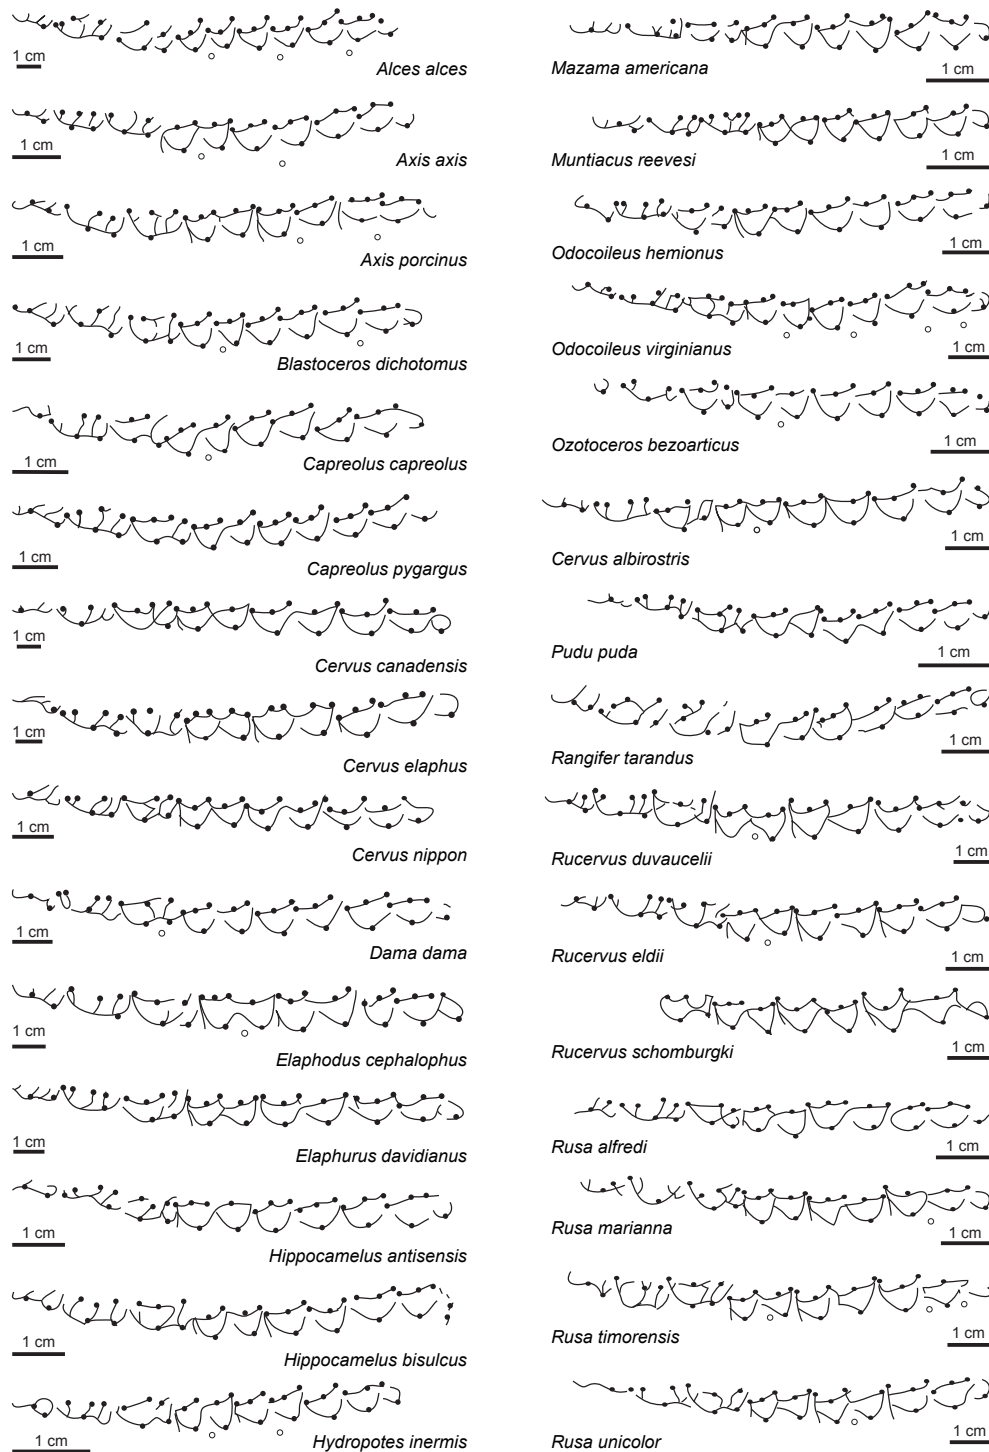 1 cm
Alces alces
1 cm
Axis axis
1 cm
Axis porcinus
1 cm
Blastoceros dichotomus
1 cm
Capreolus capreolus
1 cm
Capreolus pygargus
1 cm
Cervus canadensis
1 cm
Cervus elaphus
1 cm
Cervus nippon
1 cm
Dama dama
1 cm
Elaphodus cephalophus
1 cm
Elaphurus davidianus
1 cm
Hippocamelus antisensis
1 cm
Hippocamelus bisulcus
1 cm
Hydropotes inermis
Mazama americana
1 cm
Muntiacus reevesi
1 cm
Odocoileus hemionus
1 cm
Odocoileus virginianus
1 cm
Ozotoceros bezoarticus
1 cm
Cervus albirostris
1 cm
Pudu puda
1 cm
Rangifer tarandus
1 cm
Rucervus duvaucelii
1 cm
Rucervus eldii
1 cm
Rucervus schomburgki
1 cm
Rusa alfredi
1 cm
Rusa marianna
1 cm
Rusa timorensis
1 cm
Rusa unicolor
1 cm